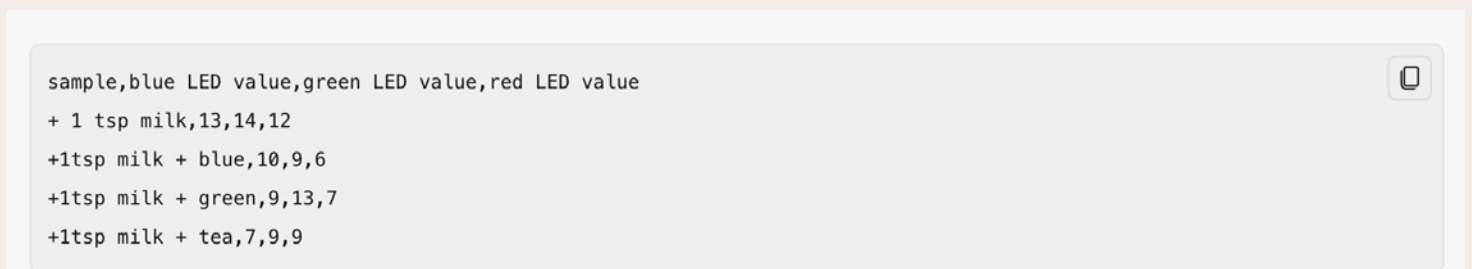 sample,blue LED value,green LED value,red LED value
+ 1 tsp milk,13,14,12
+1tsp milk + blue,10,9,6
+1tsp milk + green,9,13,7
+1tsp milk + tea,7,9,9